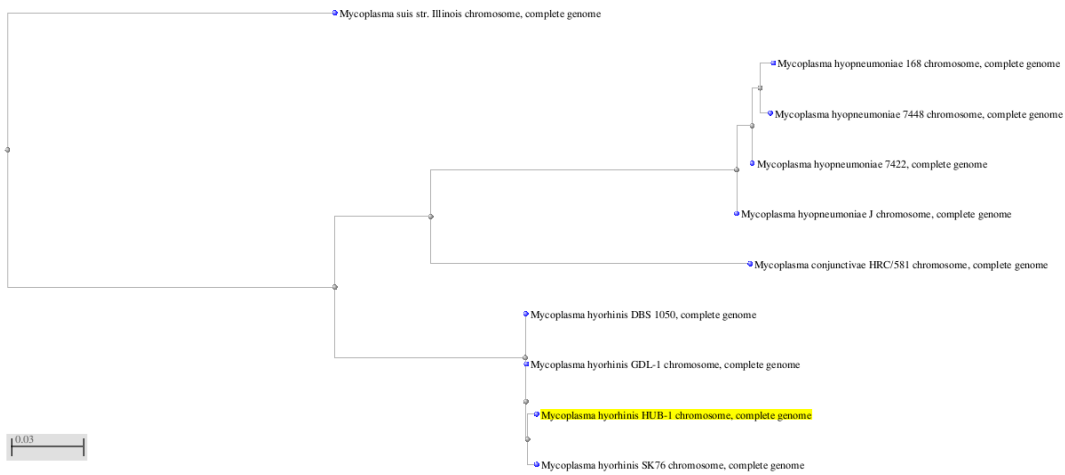 Mycoplasma suis str. Illinois chromosome, complete genome
Mycoplasma hyopneumoniae 168 chromosome, complete genome
Mycoplasma hyopneumoniae 7448 chromosome, complete genome
Mycoplasma hyopneumoniae 7422, complete genome
Mycoplasma hyopneumoniae J chromosome, complete genome
Mycoplasma conjunctivae HRC/581 chromosome, complete genome
Mycoplasma hyorhinis DBS 1050, complete genome
Mycoplasma hyorhinis GDL-1 chromosome, complete genome
Mycoplasma hyorhinis HUB-1 chromosome, complete genome
0.03
Mycoplasma hyorhinis SK76 chromosome, complete genome